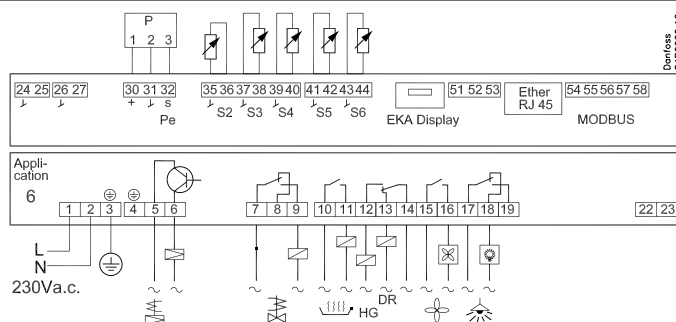 P
1 2 3
Danfoss
24 25 26 27 30 31 32 35 36 37 38 39 40 41 42 43 44 51 52 53 54 55 56 57 58
+ s S2 S3 S4 S5 S6
Pe
EKA Display
Ether
RJ 45
MODBUS
Appli-
cation
6
1 2 3 4 5 6 7 8 9 10 11 12 13 14 15 16 17 18 19 22 23
L
N
230Va.c.
HG
DR